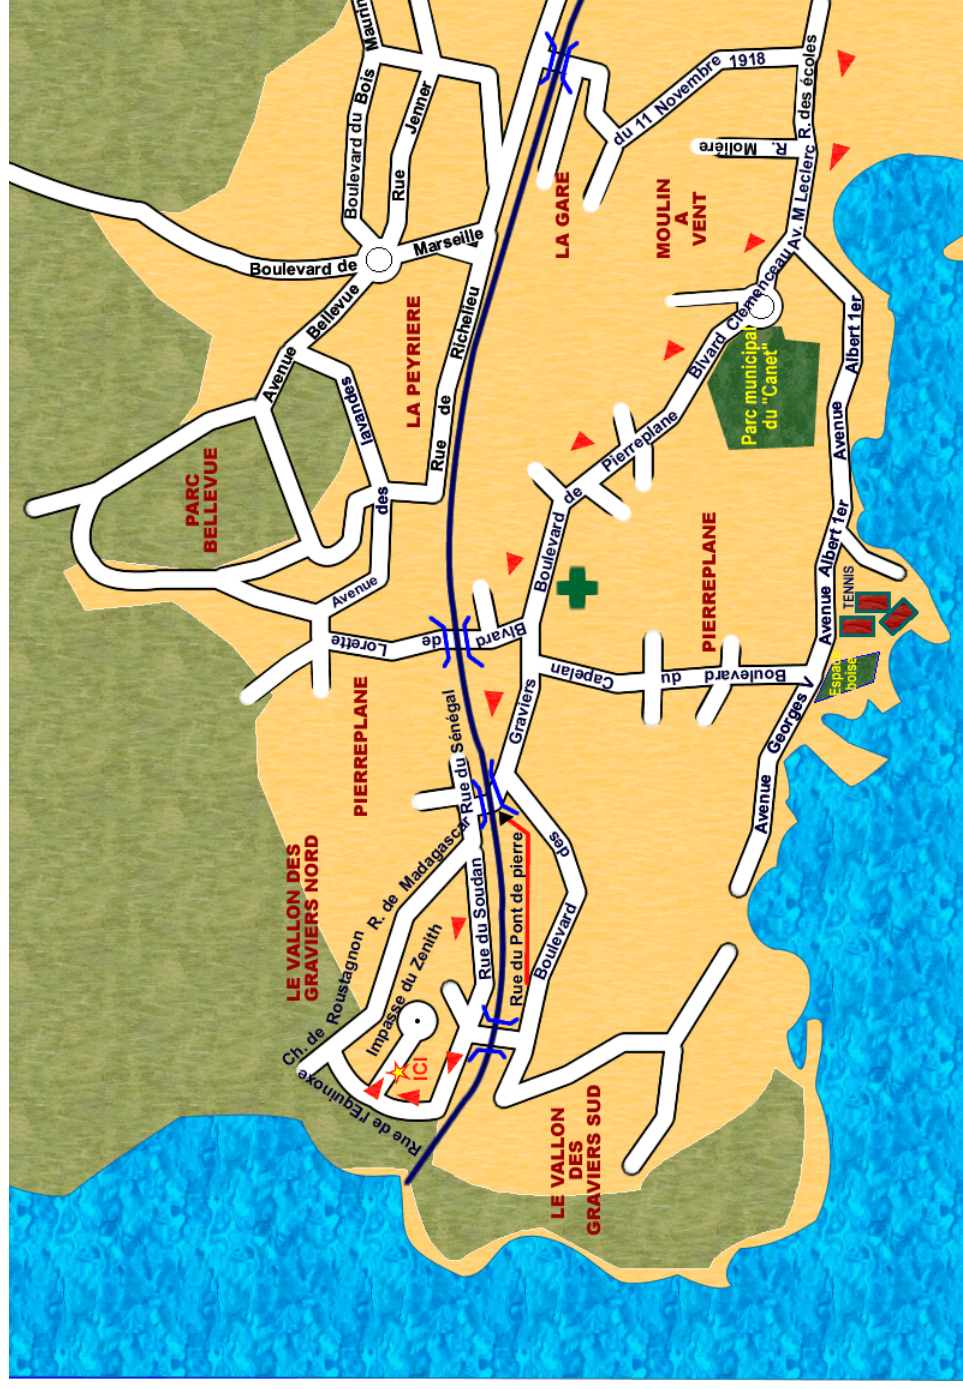 Boulevard du Bois Maurin
Rue Jenner
Boulevard de Marseille
Avenue Bellevue
Avenue des lavandes
Rue de Richelieu
LA PEYRIERE
PARC
BELLEVUE
LA GARE
du 11 Novembre 1918
R. Molière
R. des écoles
Av. M Leclerc
MOULIN
A
VENT
Blvard Clemenceau
Parc municipal
du "Canet"
Avenue Albert 1er
Avenue Albert 1er
TENNIS
Boulevard de Pierreplane
PIERREPLANE
Blvard de Lorette
Boulevard du Capelan
Avenue Georges V
boisé
PIERREPLANE
Rue du Sénégal
Boulevard des Graviers
LE VALLON DES
GRAVIERS NORD
R. de Madagascar
Ch. de Roustagnon
Impasse du Zenith
Rue du Soudan
Rue du Pont de pierre
Rue de l'Equinoxe
ICI
LE VALLON
DES
GRAVIERS SUD